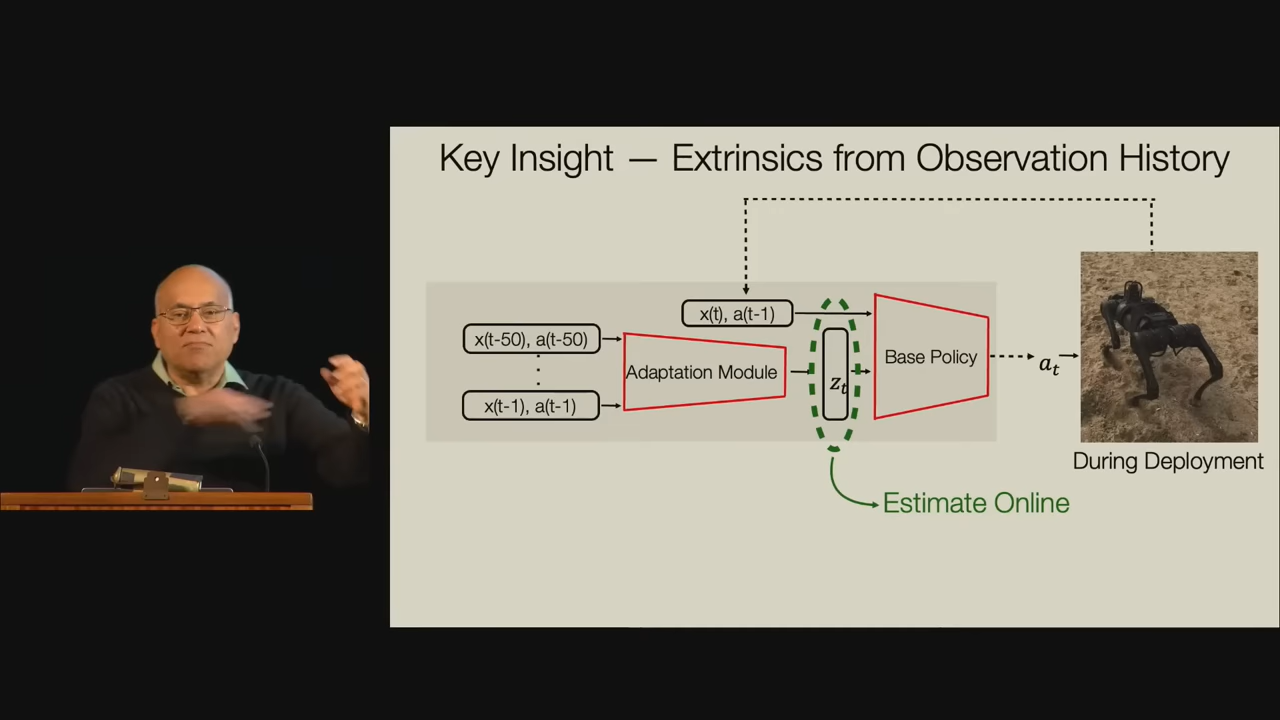 Key Insight — Extrinsics from Observation History
x(t), a(t-1)
x(t-50), a(t-50)
Adaptation Module
x(t-1), a(t-1)
z_t
Base Policy
a_t
During Deployment
Estimate Online